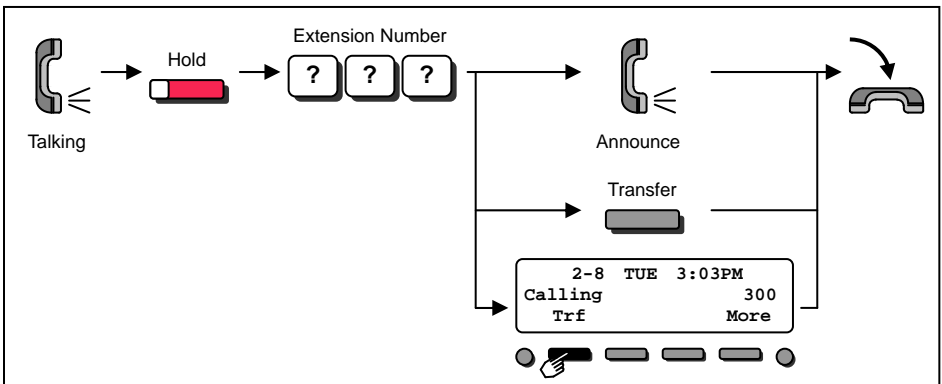 Extension Number
Hold
? ? ?
Talking
Announce
Transfer
2-8 TUE 3:03PM
Calling 300
Trf More